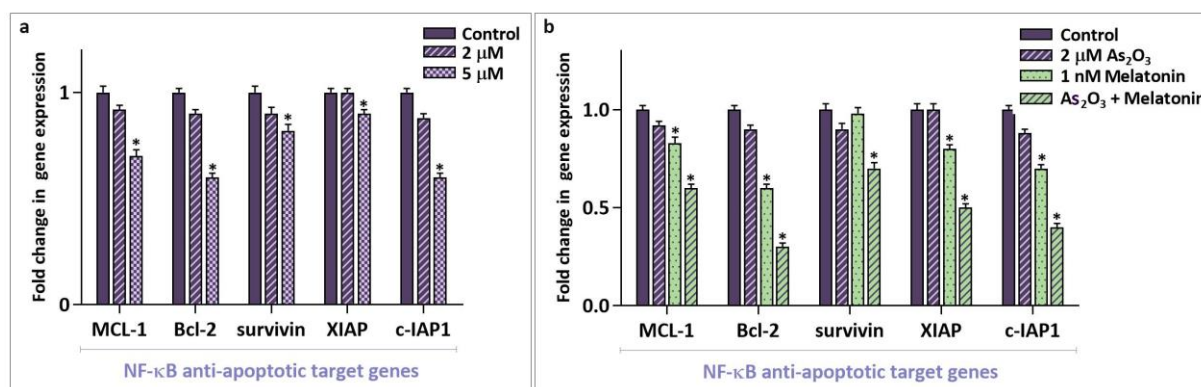 a
Control
2 μM
5 μM
Fold change in gene expression
1
0
* * * * *
MCL-1 Bcl-2 survivin XIAP c-IAP1
NF-κB anti-apoptotic target genes
b
Control
2 μM As₂O₃
1 nM Melatonin
As₂O₃ + Melatonin
Fold change in gene expression
1.0
0.5
0.0
* * * * * * * * *
MCL-1 Bcl-2 survivin XIAP c-IAP1
NF-κB anti-apoptotic target genes